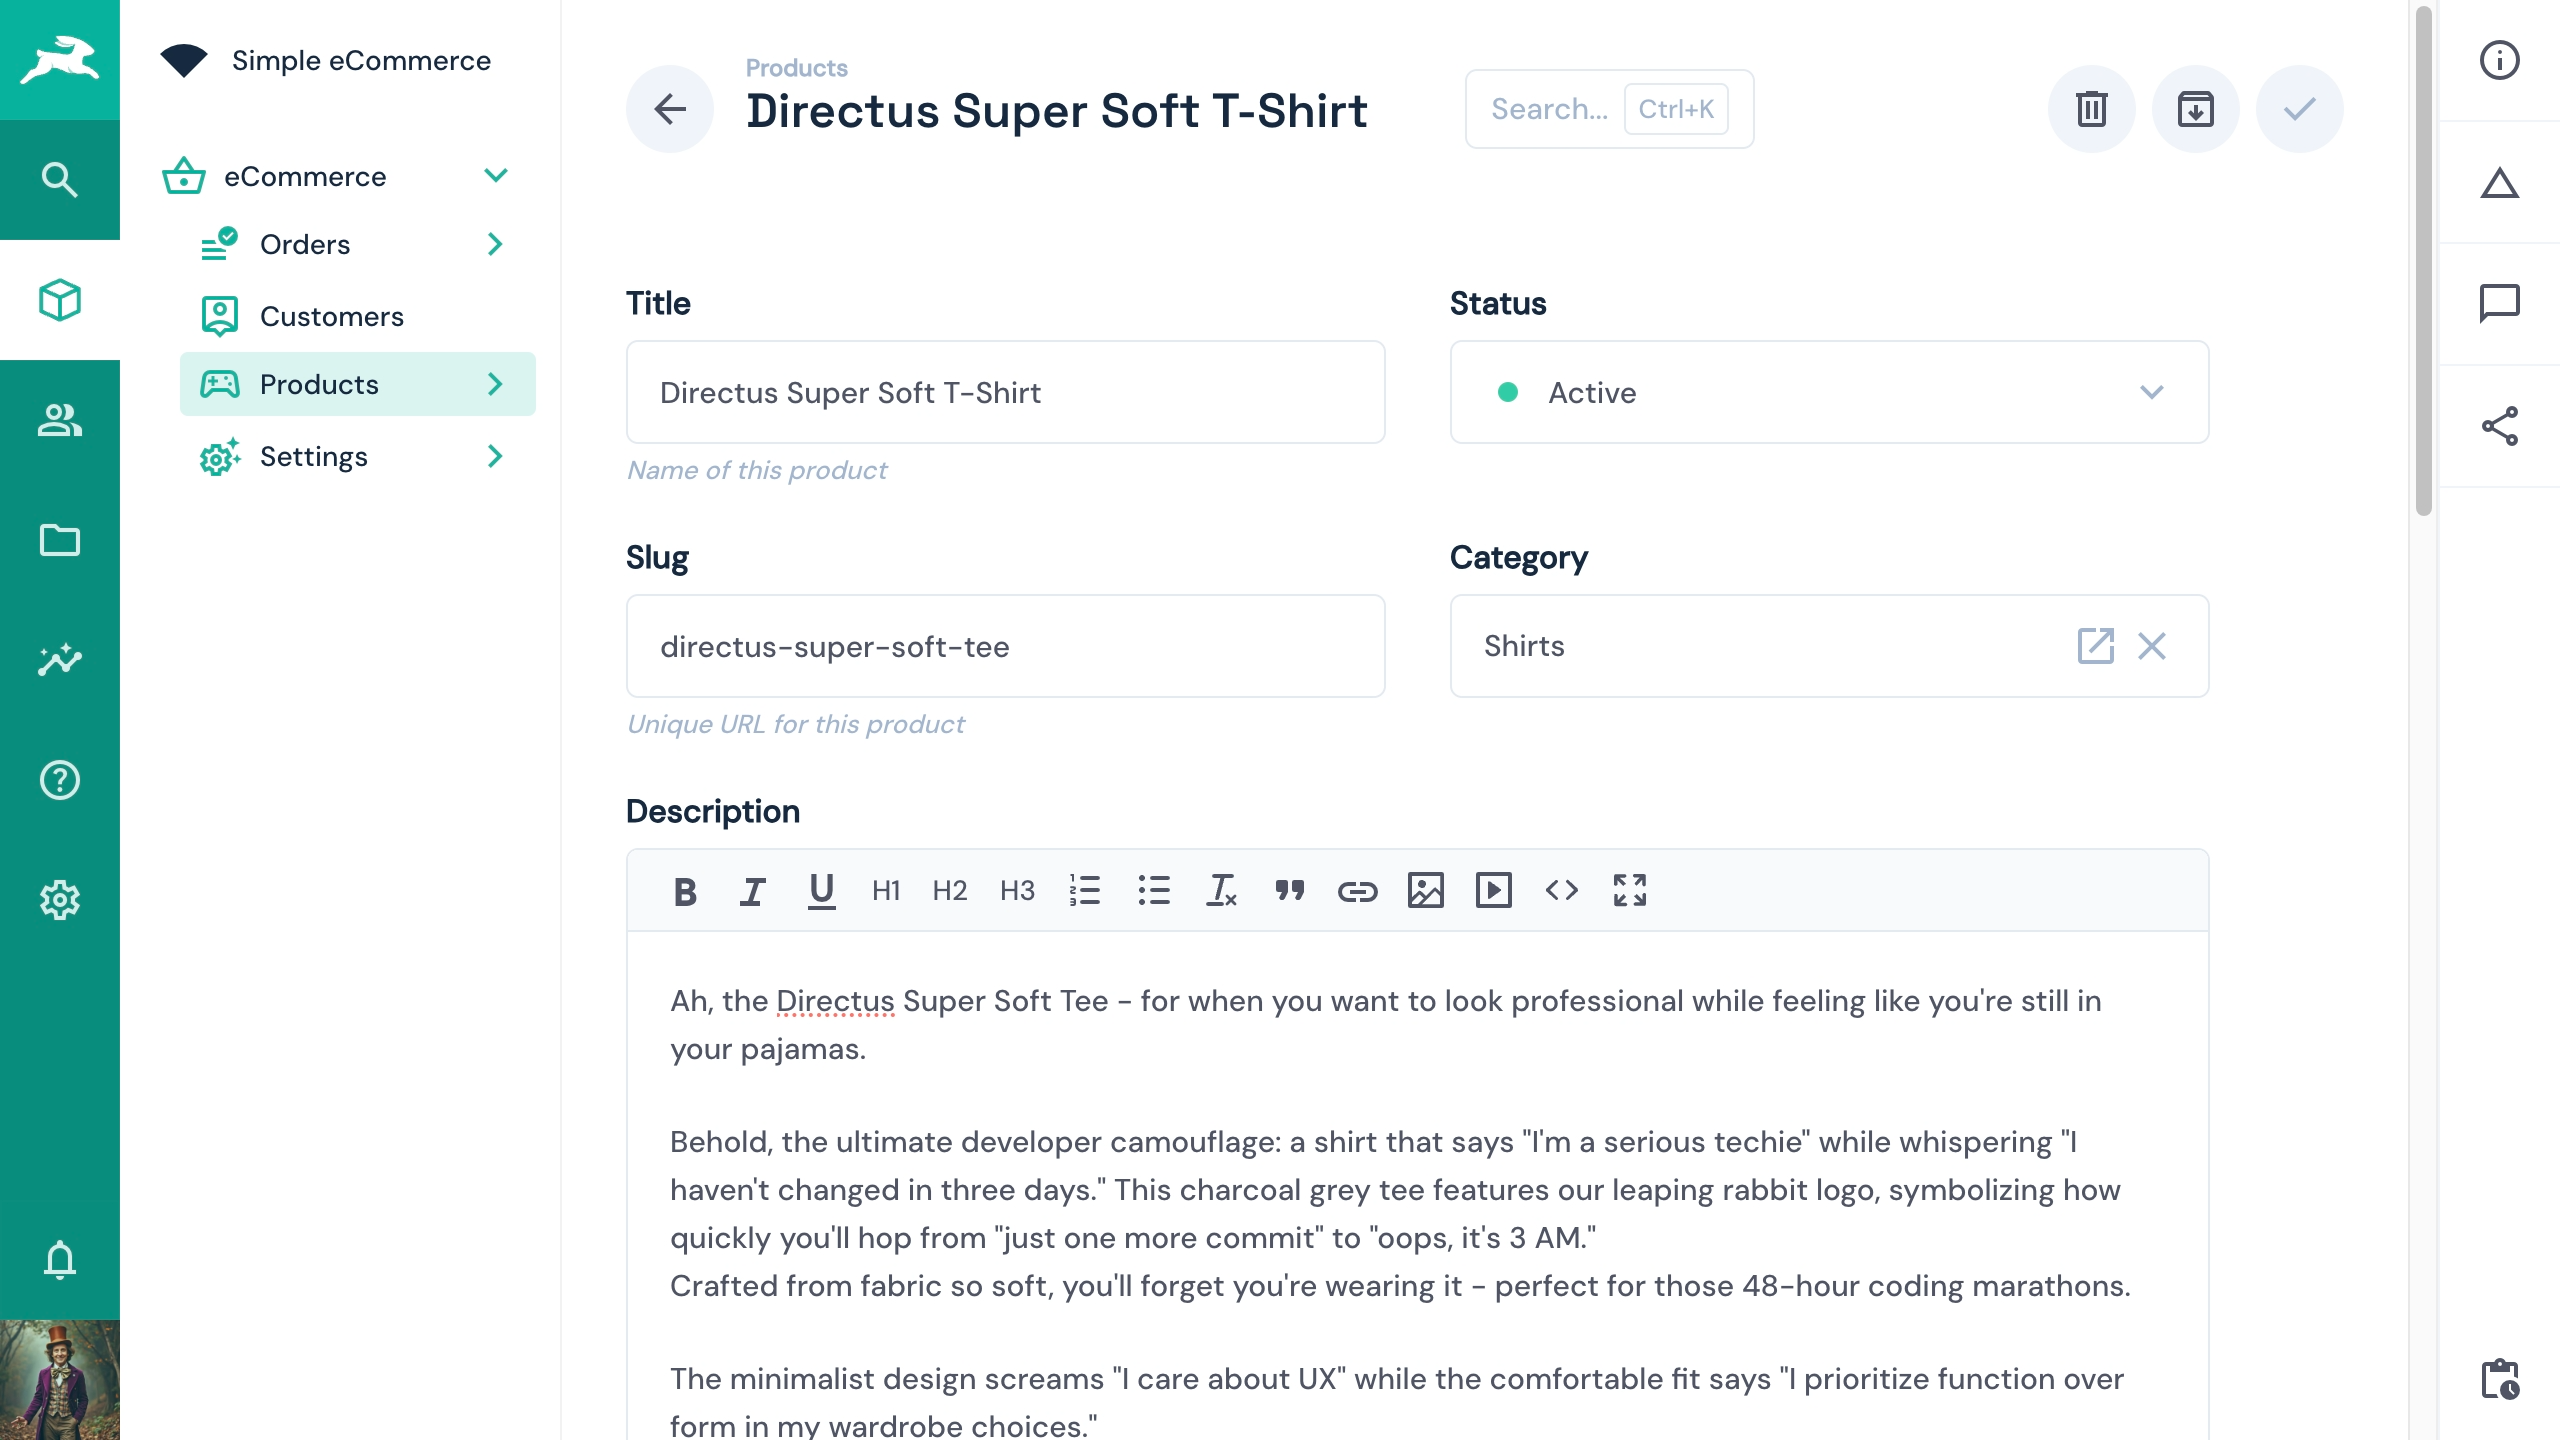 Simple eCommerce
eCommerce
Orders
Customers
Products
Settings
Products
Directus Super Soft T-Shirt
Search...
Ctrl+K
Title
Directus Super Soft T-Shirt
Name of this product
Status
Active
Slug
directus-super-soft-tee
Unique URL for this product
Category
Shirts
Description
B I U H1 H2 H3
Ah, the Directus Super Soft Tee - for when you want to look professional while feeling like you're still in
your pajamas.
Behold, the ultimate developer camouflage: a shirt that says "I'm a serious techie" while whispering "I
haven't changed in three days." This charcoal grey tee features our leaping rabbit logo, symbolizing how
quickly you'll hop from "just one more commit" to "oops, it's 3 AM."
Crafted from fabric so soft, you'll forget you're wearing it - perfect for those 48-hour coding marathons.
The minimalist design screams "I care about UX" while the comfortable fit says "I prioritize function over
form in my wardrobe choices."